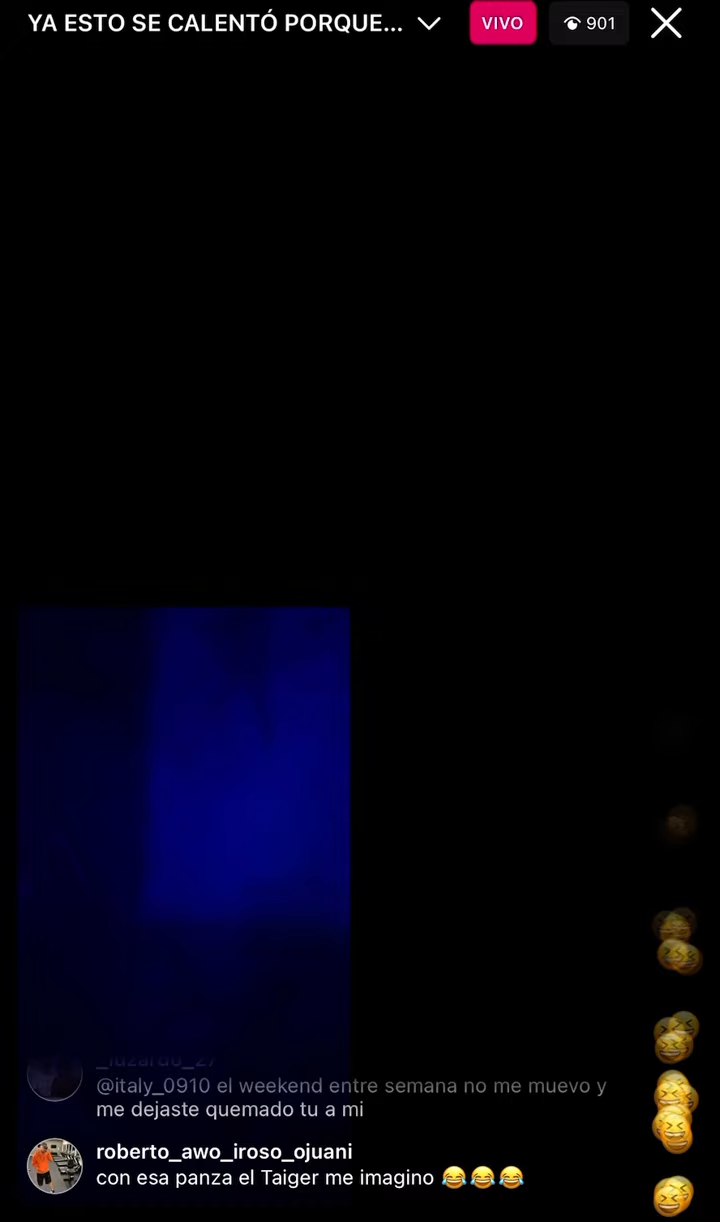 YA ESTO SE CALENTÓ PORQUE...
VIVO
901
_luzardo_27
@italy_0910 el weekend entre semana no me muevo y
me dejaste quemado tu a mi
roberto_awo_iroso_ojuani
con esa panza el Taiger me imagino 😂😂😂